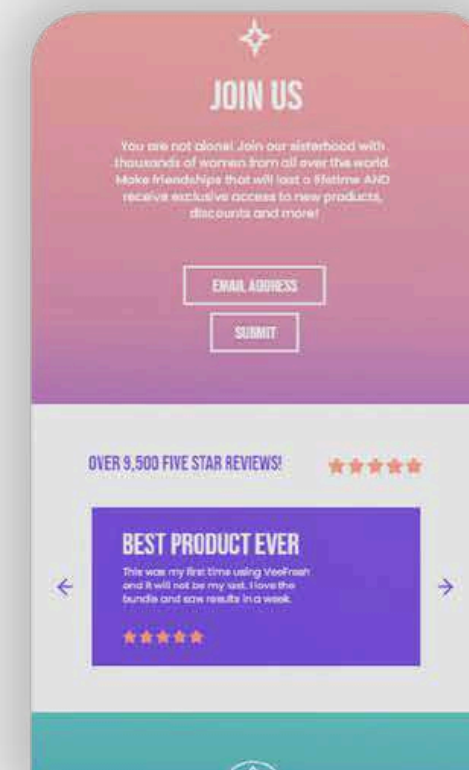 JOIN US
You are not alone! Join our sisterhood with
thousands of women from all over the world.
Make friendships that will last a lifetime AND
receive exclusive access to new products,
discounts and more!
EMAIL ADDRESS
SUBMIT
OVER 9,500 FIVE STAR REVIEWS!
BEST PRODUCT EVER
This was my first time using VeeFresh
and it will not be my last. I love the
bundle and saw results in a week.